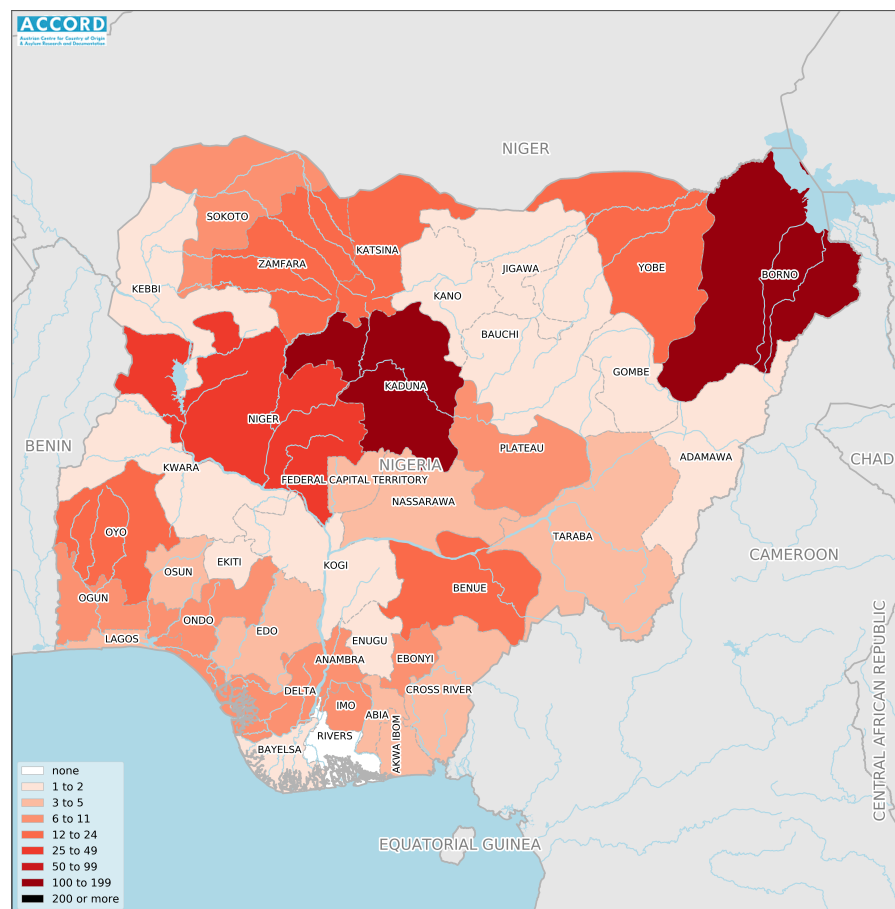 ACCORD
Austrian Centre for Country of Origin
& Asylum Research and Documentation
NIGER
SOKOTO
KATSINA
ZAMFARA
JIGAWA
YOBE
BORNO
KEBBI
KANO
BAUCHI
GOMBE
KADUNA
NIGER
BENIN
PLATEAU
ADAMAWA
CHAD
KWARA
NIGERIA
FEDERAL CAPITAL TERRITORY
NASSARAWA
OYO
TARABA
CAMEROON
EKITI
OSUN
KOGI
BENUE
OGUN
ONDO
EDO
LAGOS
ENUGU
ANAMBRA
EBONYI
DELTA
CROSS RIVER
IMO
ABIA
RIVERS
AKWA IBOM
BAYELSA
CENTRAL AFRICAN REPUBLIC
EQUATORIAL GUINEA
none
1 to 2
3 to 5
6 to 11
12 to 24
25 to 49
50 to 99
100 to 199
200 or more